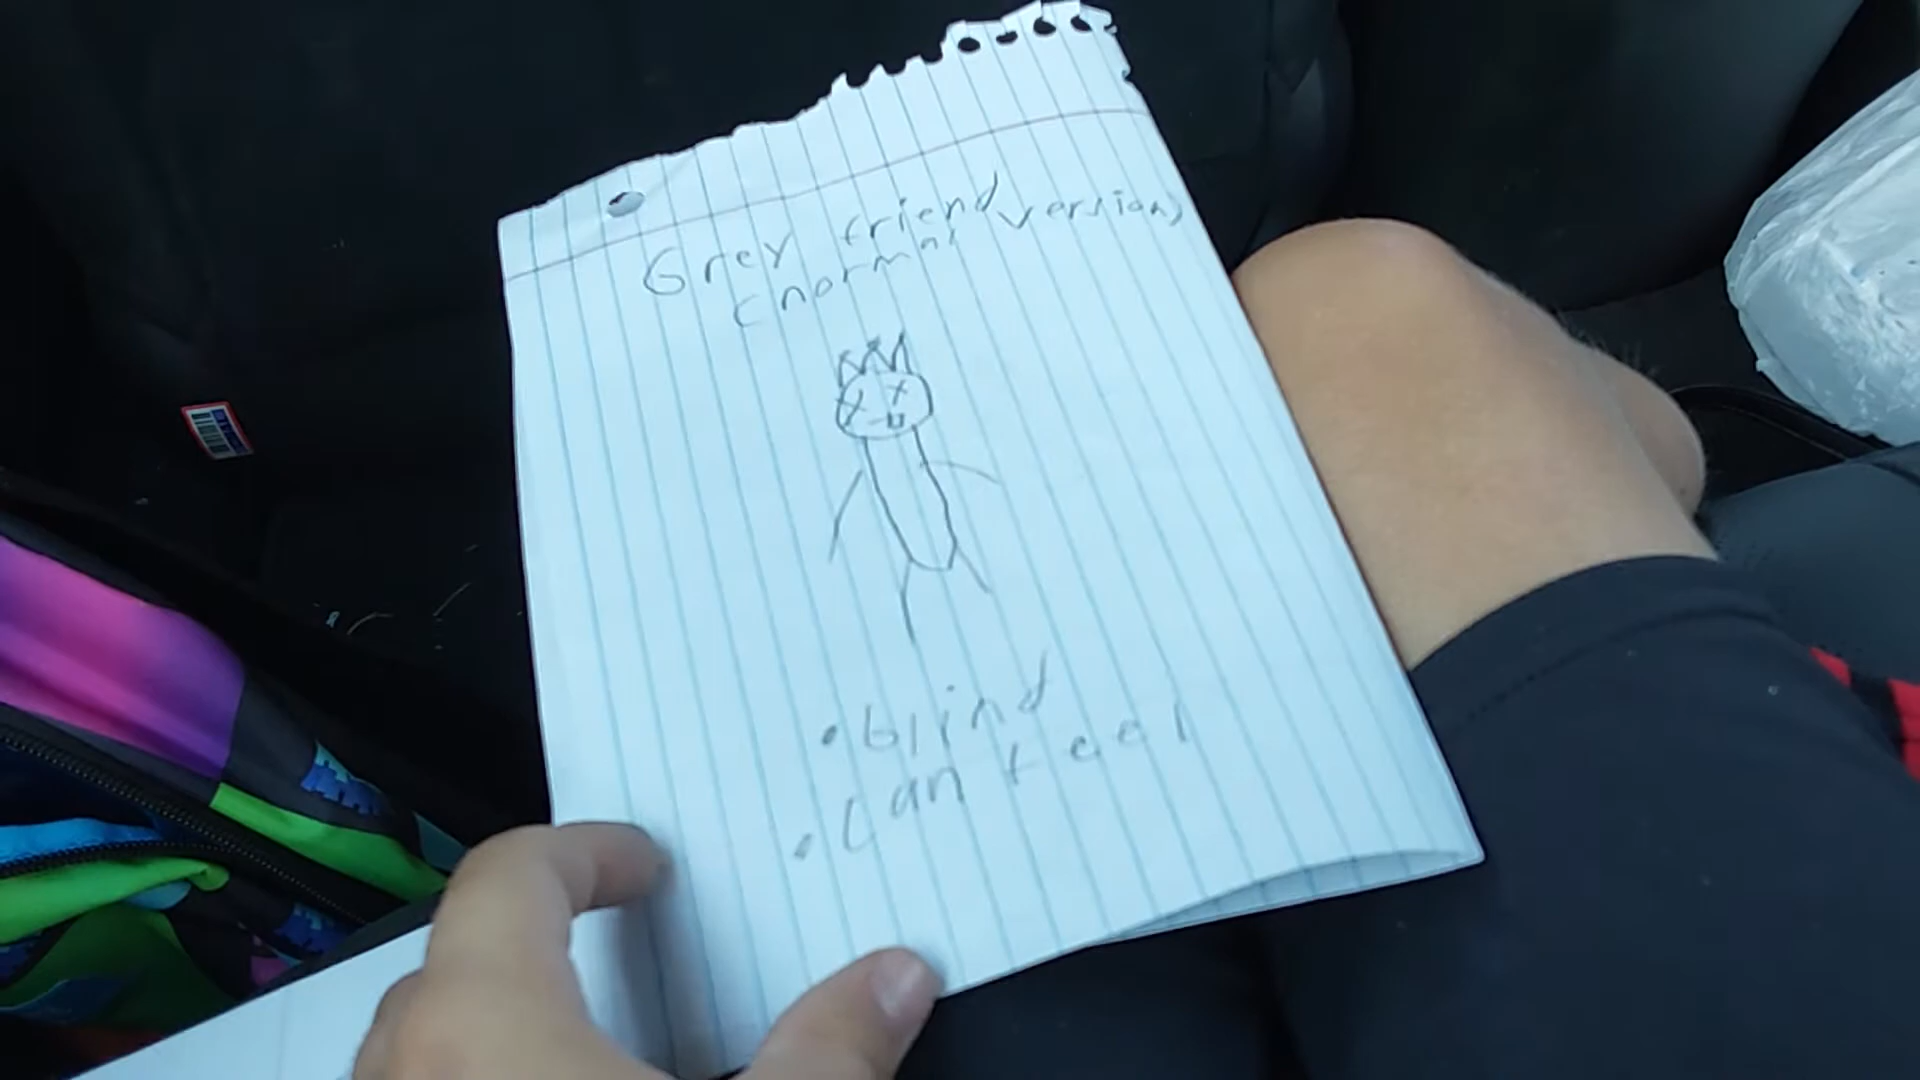 Grey friend
(normal version)
• blind
• can feel